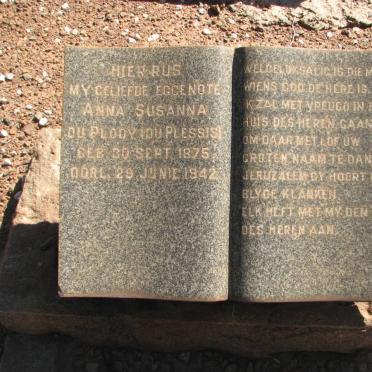 HIER RUS
MY GELIEFDE EGGENOTE
ANNA SUSANNA
DU PLOOY (DU PLESSIS)
GEB. 30 SEPT. 1875.
OORL. 29 JUNIE 1942.
WELGELUKSALIG IS DIE M
WIENS GOD DE HERE IS.
IK ZAL MET VREUGD IN
HUIS DES HEREN GAAN
OM DAAR MET LOF UW
GROTEN NAAM TE DAN
JERUZALEM GY HOORT
BLYDE KLANKEN.
ELK HEFT MET MY DEN
DES HEREN AAN.